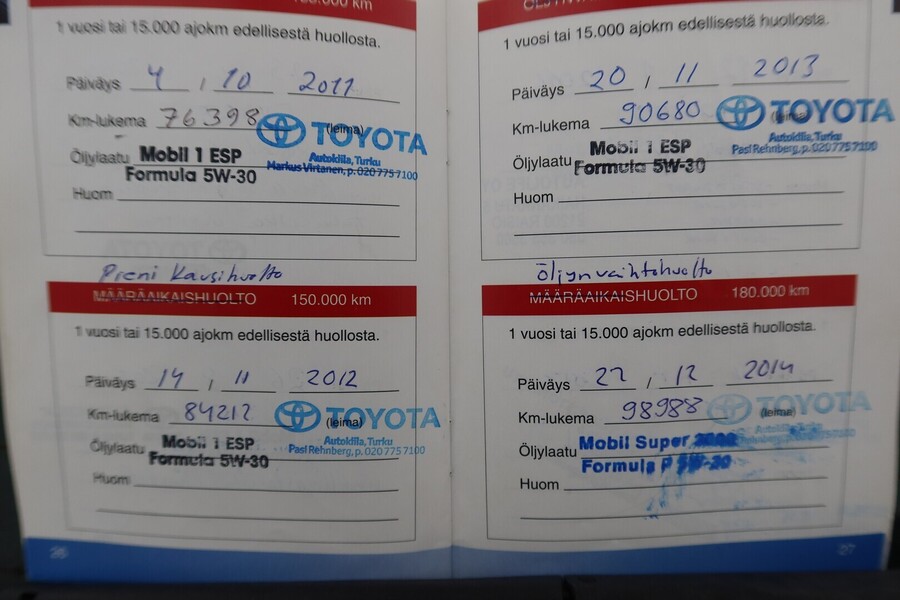 .000 km
1 vuosi tai 15.000 ajokm edellisestä huollosta.
Päiväys 4 / 10 2011
Km-lukema 76398 (leima) TOYOTA
Autokiila, Turku
Markus Virtanen, p. 020 775 7100
Öljylaatu Mobil 1 ESP
Formula 5W-30
Huom
Pieni kausihuolto
MÄÄRÄAIKAISHUOLTO 150.000 km
1 vuosi tai 15.000 ajokm edellisestä huollosta.
Päiväys 14 / 11 2012
Km-lukema 84212 (leima) TOYOTA
Autokiila, Turku
Pasi Rehnberg, p. 020 775 7100
Öljylaatu Mobil 1 ESP
Formula 5W-30
Huom
26
1 vuosi tai 15.000 ajokm edellisestä huollosta.
Päiväys 20 / 11 2013
Km-lukema 90680 (leima) TOYOTA
Autokiila, Turku
Pasi Rehnberg, p. 020 775 7100
Öljylaatu Mobil 1 ESP
Formula 5W-30
Huom
Öljynvaihtohuolto
MÄÄRÄAIKAISHUOLTO 180.000 km
1 vuosi tai 15.000 ajokm edellisestä huollosta.
Päiväys 22 / 12 2014
Km-lukema 98988 (leima) TOYOTA
Öljylaatu Mobil Super
Formula P
Huom
27